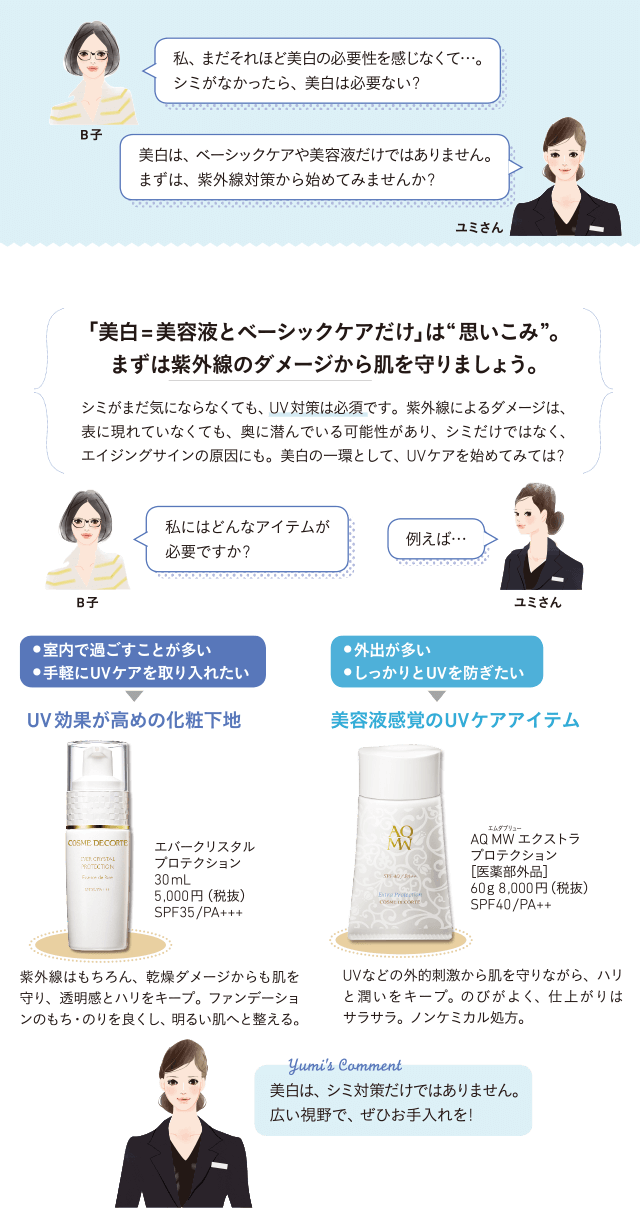 私、まだそれほど美白の必要性を感じなくて…。
シミがなかったら、美白は必要ない？
B子
美白は、ベーシックケアや美容液だけではありません。
まずは、紫外線対策から始めてみませんか？
ユミさん
「美白＝美容液とベーシックケアだけ」は“思いこみ”。
まずは紫外線のダメージから肌を守りましょう。
シミがまだ気にならなくても、UV対策は必須です。紫外線によるダメージは、
表に現れていなくても、奥に潜んでいる可能性があり、シミだけではなく、
エイジングサインの原因にも。美白の一環として、UVケアを始めてみては？
私にはどんなアイテムが
必要ですか？
B子
例えば…
ユミさん
●室内で過ごすことが多い
●手軽にUVケアを取り入れたい
UV効果が高めの化粧下地
COSME DECORTE
EVER CRYSTAL
PROTECTION
エバークリスタル
プロテクション
30mL
5,000円（税抜）
SPF35/PA+++
紫外線はもちろん、乾燥ダメージからも肌を
守り、透明感とハリをキープ。ファンデーショ
ンのもち・のりを良くし、明るい肌へと整える。
●外出が多い
●しっかりとUVを防ぎたい
美容液感覚のUVケアアイテム
AQ
MW
SPF40/PA++
Extra Protection
COSME DECORTE
エムダブリュー
AQ MW エクストラ
プロテクション
［医薬部外品］
60g 8,000円（税抜）
SPF40/PA++
UVなどの外的刺激から肌を守りながら、ハリ
と潤いをキープ。のびがよく、仕上がりは
サラサラ。ノンケミカル処方。
Yumi's Comment
美白は、シミ対策だけではありません。
広い視野で、ぜひお手入れを！